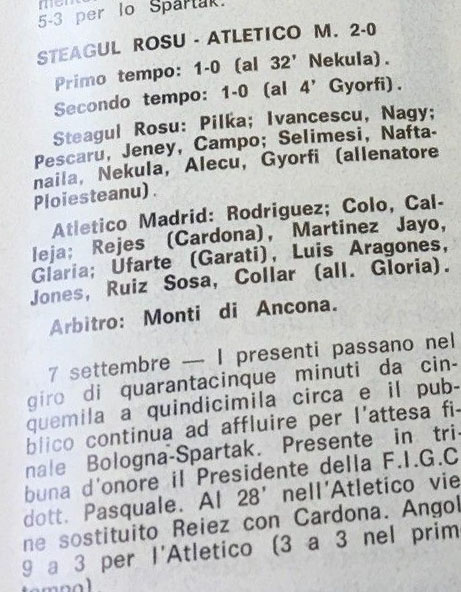 5-3 per lo Spartak.
STEAGUL ROSU - ATLETICO M. 2-0
Primo tempo: 1-0 (al 32' Nekula).
Secondo tempo: 1-0 (al 4' Gyorfi).
Steagul Rosu: Pilka; Ivancescu, Nagy;
Pescaru, Jeney, Campo; Selimesi, Nafta-
naila, Nekula, Alecu, Gyorfi (allenatore
Ploiesteanu).
Atletico Madrid: Rodriguez; Colo, Cal-
leja; Rejes (Cardona), Martinez Jayo,
Glaria; Ufarte (Garati), Luis Aragones,
Jones, Ruiz Sosa, Collar (all. Gloria).
Arbitro: Monti di Ancona.
7 settembre — I presenti passano nel
giro di quarantacinque minuti da cin-
quemila a quindicimila circa e il pub-
blico continua ad affluire per l'attesa fi-
nale Bologna-Spartak. Presente in tri-
buna d'onore il Presidente della F.I.G.C
dott. Pasquale. Al 28' nell'Atletico vie
ne sostituito Reiez con Cardona. Angol
9 a 3 per l'Atletico (3 a 3 nel prim
tempo)